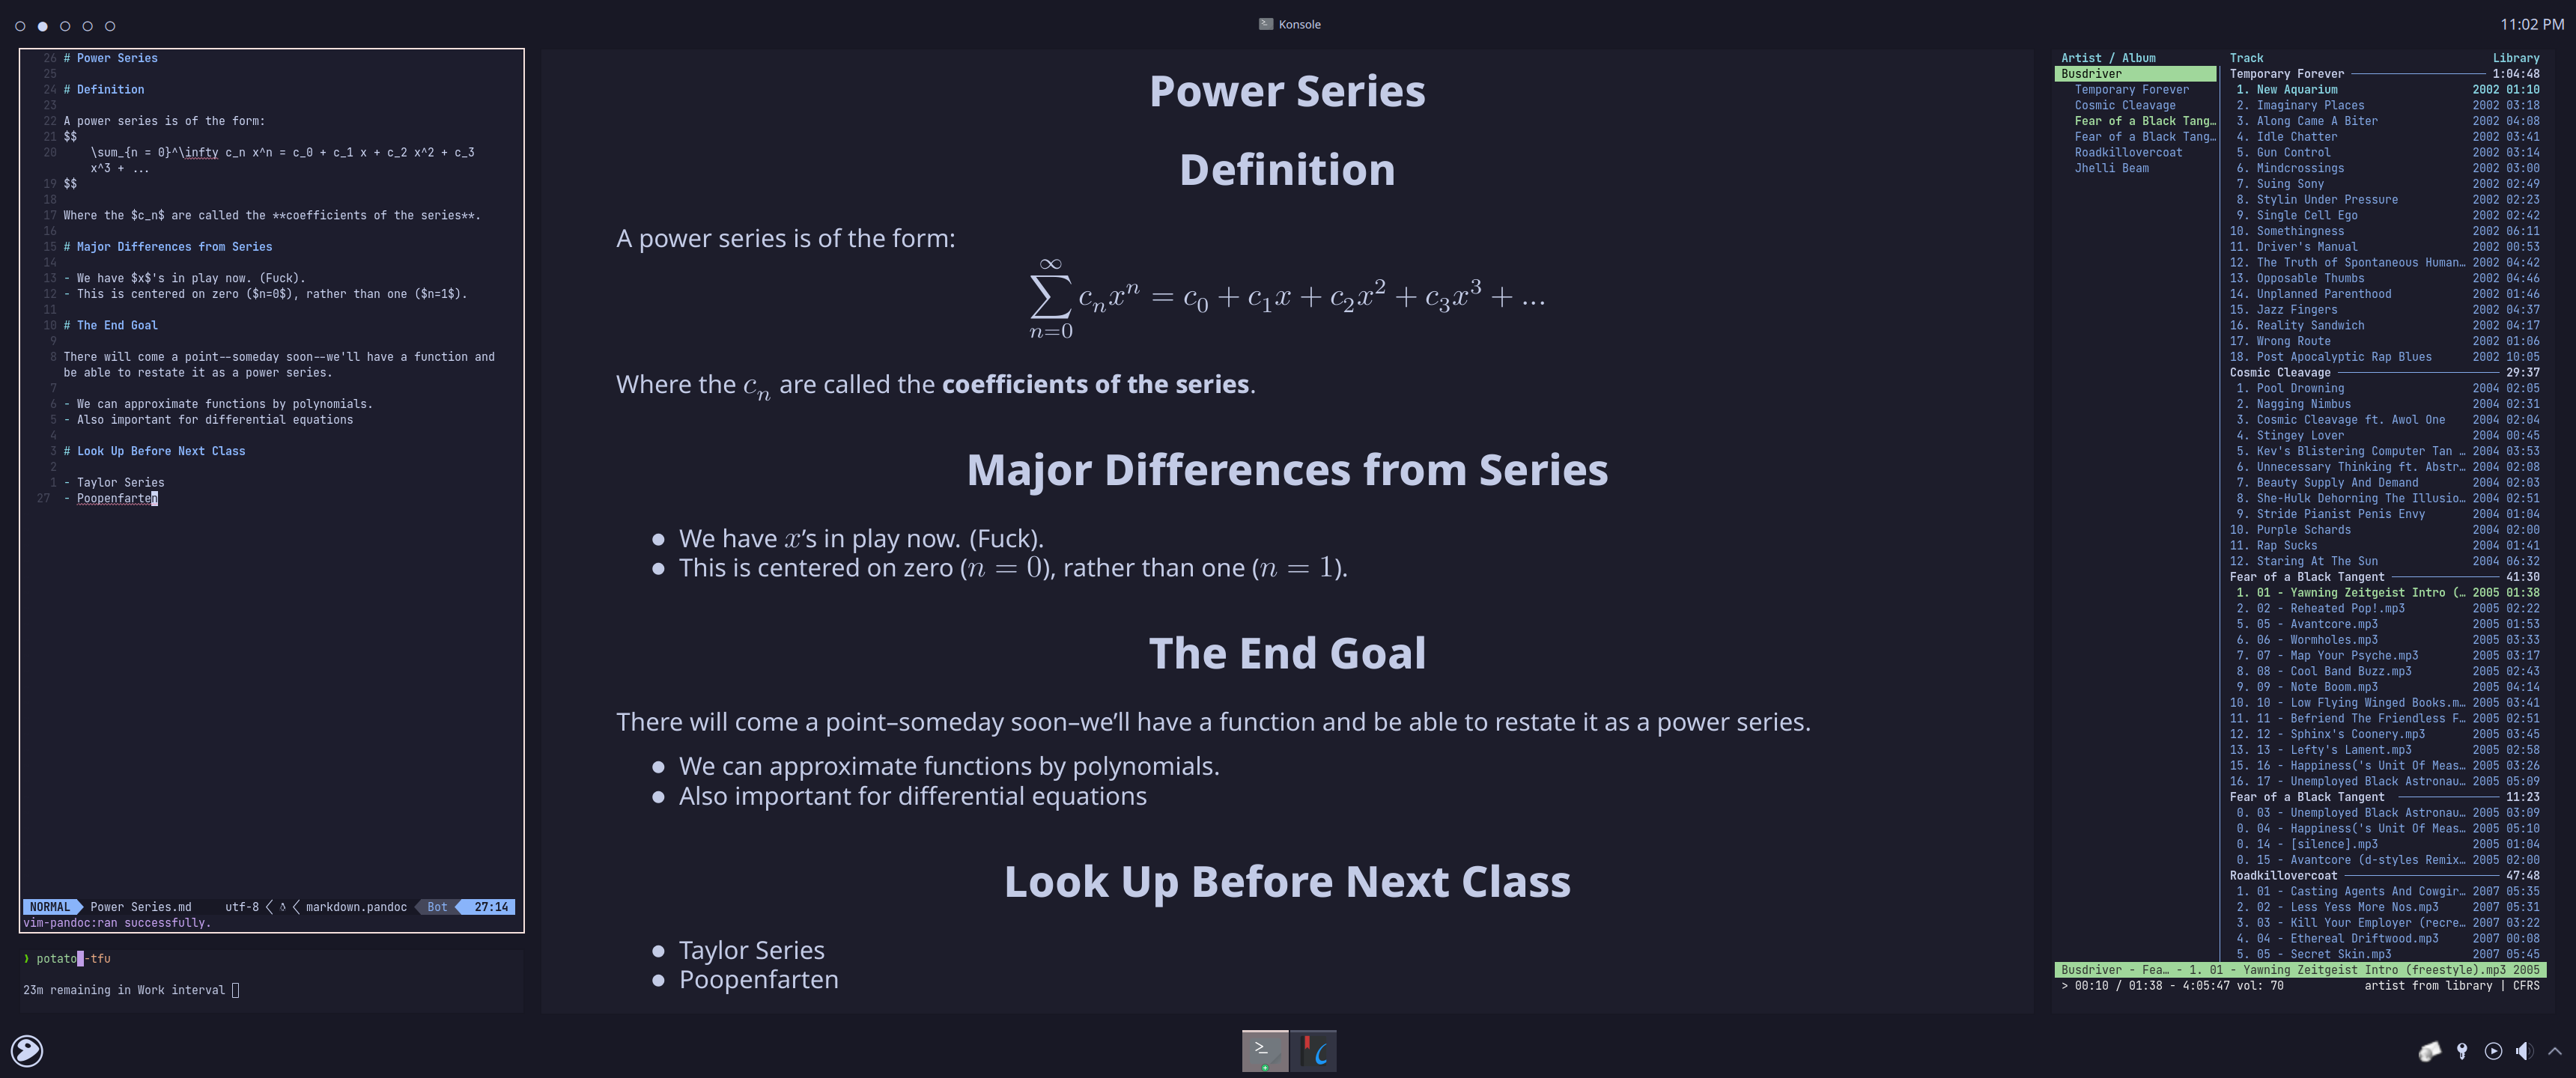 Konsole
11:02 PM
26 # Power Series
25
24 # Definition
23
22 A power series is of the form:
21 $$
20 \sum_{n = 0}^\infty c_n x^n = c_0 + c_1 x + c_2 x^2 + c_3
x^3 + ...
19 $$
18
17 Where the $c_n$ are called the **coefficients of the series**.
16
15 # Major Differences from Series
14
13 - We have $x$'s in play now. (Fuck).
12 - This is centered on zero ($n=0$), rather than one ($n=1$).
11
10 # The End Goal
9
8 There will come a point--someday soon--we'll have a function and
be able to restate it as a power series.
7
6 - We can approximate functions by polynomials.
5 - Also important for differential equations
4
3 # Look Up Before Next Class
2
1 - Taylor Series
27 - Poopenfarten
NORMAL Power Series.md utf-8 < < markdown.pandoc Bot 27:14
vim-pandoc:ran successfully.
❯ potato -tfu
23m remaining in Work interval
Power Series
Definition
A power series is of the form:
∞
∑ cₙxⁿ = c₀ + c₁x + c₂x² + c₃x³ + ...
n=0
Where the cₙ are called the coefficients of the series.
Major Differences from Series
• We have x's in play now. (Fuck).
• This is centered on zero (n = 0), rather than one (n = 1).
The End Goal
There will come a point–someday soon–we’ll have a function and be able to restate it as a power series.
• We can approximate functions by polynomials.
• Also important for differential equations
Look Up Before Next Class
• Taylor Series
• Poopenfarten
Artist / Album
Busdriver
Temporary Forever
Cosmic Cleavage
Fear of a Black Tang…
Fear of a Black Tang…
Roadkillovercoat
Jhelli Beam
Track Library
Temporary Forever 1:04:48
1. New Aquarium 2002 01:10
2. Imaginary Places 2002 03:18
3. Along Came A Biter 2002 04:08
4. Idle Chatter 2002 03:41
5. Gun Control 2002 03:14
6. Mindcrossings 2002 03:00
7. Suing Sony 2002 02:49
8. Stylin Under Pressure 2002 02:23
9. Single Cell Ego 2002 02:42
10. Somethingness 2002 06:11
11. Driver's Manual 2002 00:53
12. The Truth of Spontaneous Human… 2002 04:42
13. Opposable Thumbs 2002 04:46
14. Unplanned Parenthood 2002 01:46
15. Jazz Fingers 2002 04:37
16. Reality Sandwich 2002 04:17
17. Wrong Route 2002 01:06
18. Post Apocalyptic Rap Blues 2002 10:05
Cosmic Cleavage 29:37
1. Pool Drowning 2004 02:05
2. Nagging Nimbus 2004 02:31
3. Cosmic Cleavage ft. Awol One 2004 02:04
4. Stingey Lover 2004 00:45
5. Kev's Blistering Computer Tan … 2004 03:53
6. Unnecessary Thinking ft. Abstr… 2004 02:08
7. Beauty Supply And Demand 2004 02:03
8. She-Hulk Dehorning The Illusio… 2004 02:51
9. Stride Pianist Penis Envy 2004 01:04
10. Purple Schards 2004 02:00
11. Rap Sucks 2004 01:41
12. Staring At The Sun 2004 06:32
Fear of a Black Tangent 41:30
1. 01 - Yawning Zeitgeist Intro (… 2005 01:38
2. 02 - Reheated Pop!.mp3 2005 02:22
5. 05 - Avantcore.mp3 2005 01:53
6. 06 - Wormholes.mp3 2005 03:33
7. 07 - Map Your Psyche.mp3 2005 03:17
8. 08 - Cool Band Buzz.mp3 2005 02:43
9. 09 - Note Boom.mp3 2005 04:14
10. 10 - Low Flying Winged Books.m… 2005 03:41
11. 11 - Befriend The Friendless F… 2005 02:51
12. 12 - Sphinx's Coonery.mp3 2005 03:45
13. 13 - Lefty's Lament.mp3 2005 02:58
15. 16 - Happiness('s Unit Of Meas… 2005 03:26
16. 17 - Unemployed Black Astronau… 2005 05:09
Fear of a Black Tangent 11:23
0. 03 - Unemployed Black Astronau… 2005 03:09
0. 04 - Happiness('s Unit Of Meas… 2005 05:10
0. 14 - [silence].mp3 2005 01:04
0. 15 - Avantcore (d-styles Remix… 2005 02:00
Roadkillovercoat 47:48
1. 01 - Casting Agents And Cowgir… 2007 05:35
2. 02 - Less Yess More Nos.mp3 2007 05:31
3. 03 - Kill Your Employer (recre… 2007 03:22
4. 04 - Ethereal Driftwood.mp3 2007 00:08
5. 05 - Secret Skin.mp3 2007 05:45
Busdriver - Fea… - 1. 01 - Yawning Zeitgeist Intro (freestyle).mp3 2005
> 00:10 / 01:38 - 4:05:47 vol: 70 artist from library | CFRS